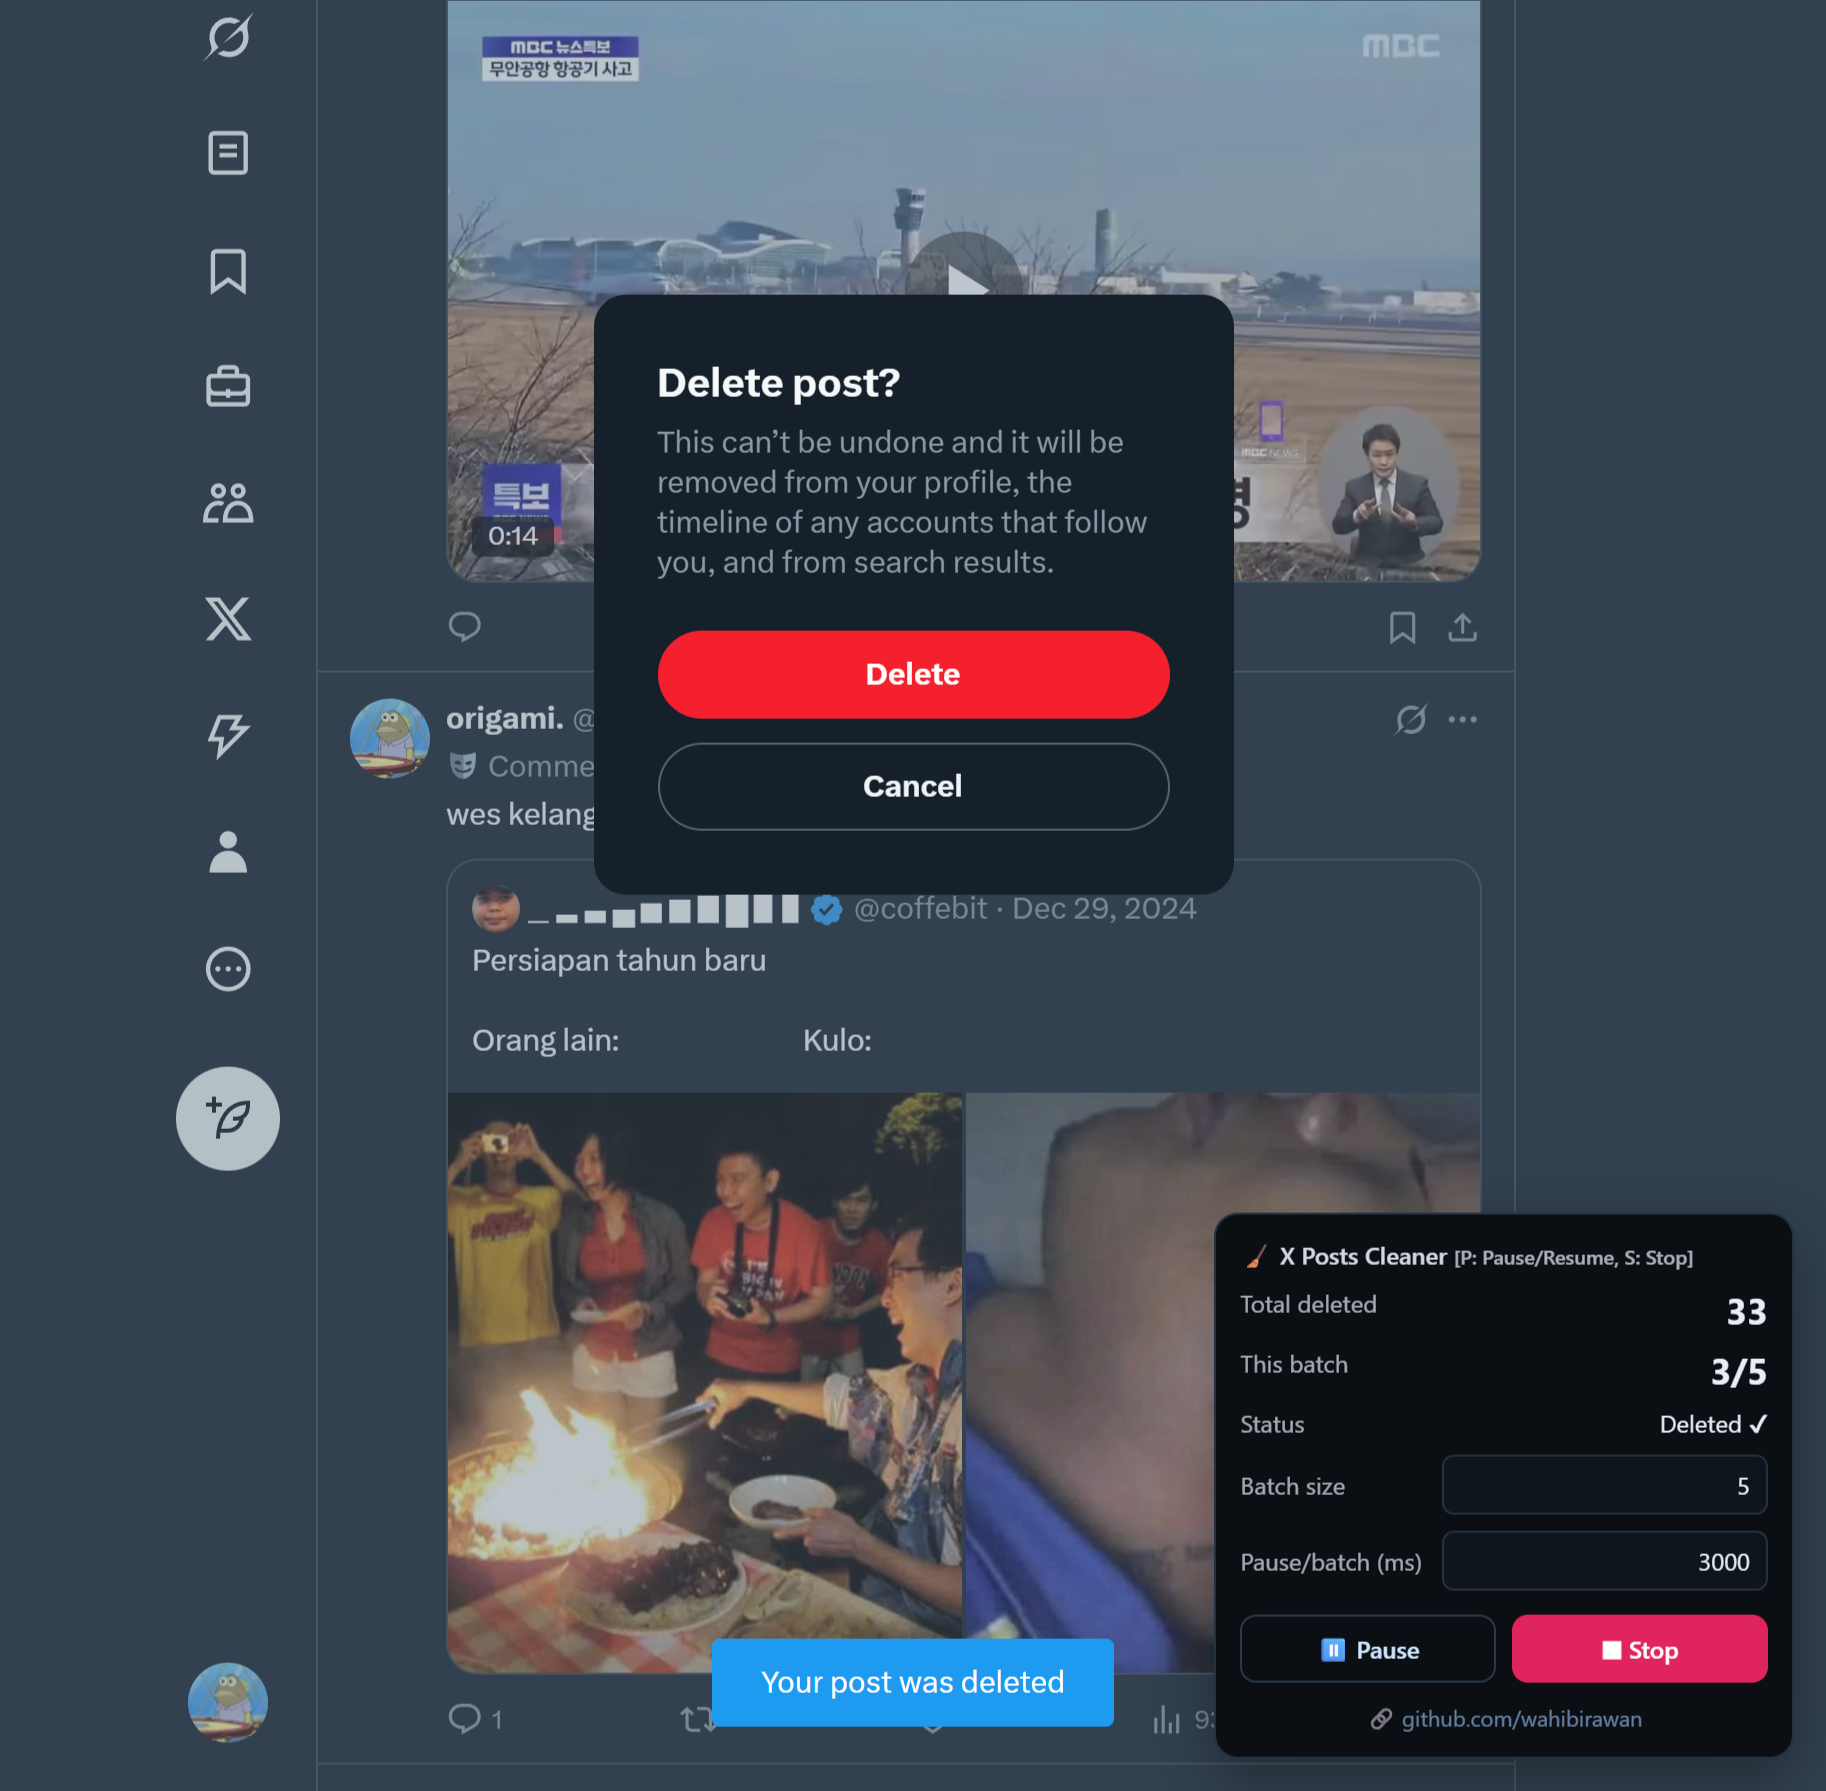 MBC 뉴스특보
무안공항 항공기 사고
MBC
특보
MBC NEWS
0:14
MBC NEWS
Delete post?
This can’t be undone and it will be
removed from your profile, the
timeline of any accounts that follow
you, and from search results.
Delete
Cancel
origami. @
Comme
wes kelang
@coffebit · Dec 29, 2024
Persiapan tahun baru
Orang lain: Kulo:
1
X Posts Cleaner [P: Pause/Resume, S: Stop]
Total deleted 33
This batch 3/5
Status Deleted ✓
Batch size 5
Pause/batch (ms) 3000
Pause Stop
github.com/wahibirawan
Your post was deleted